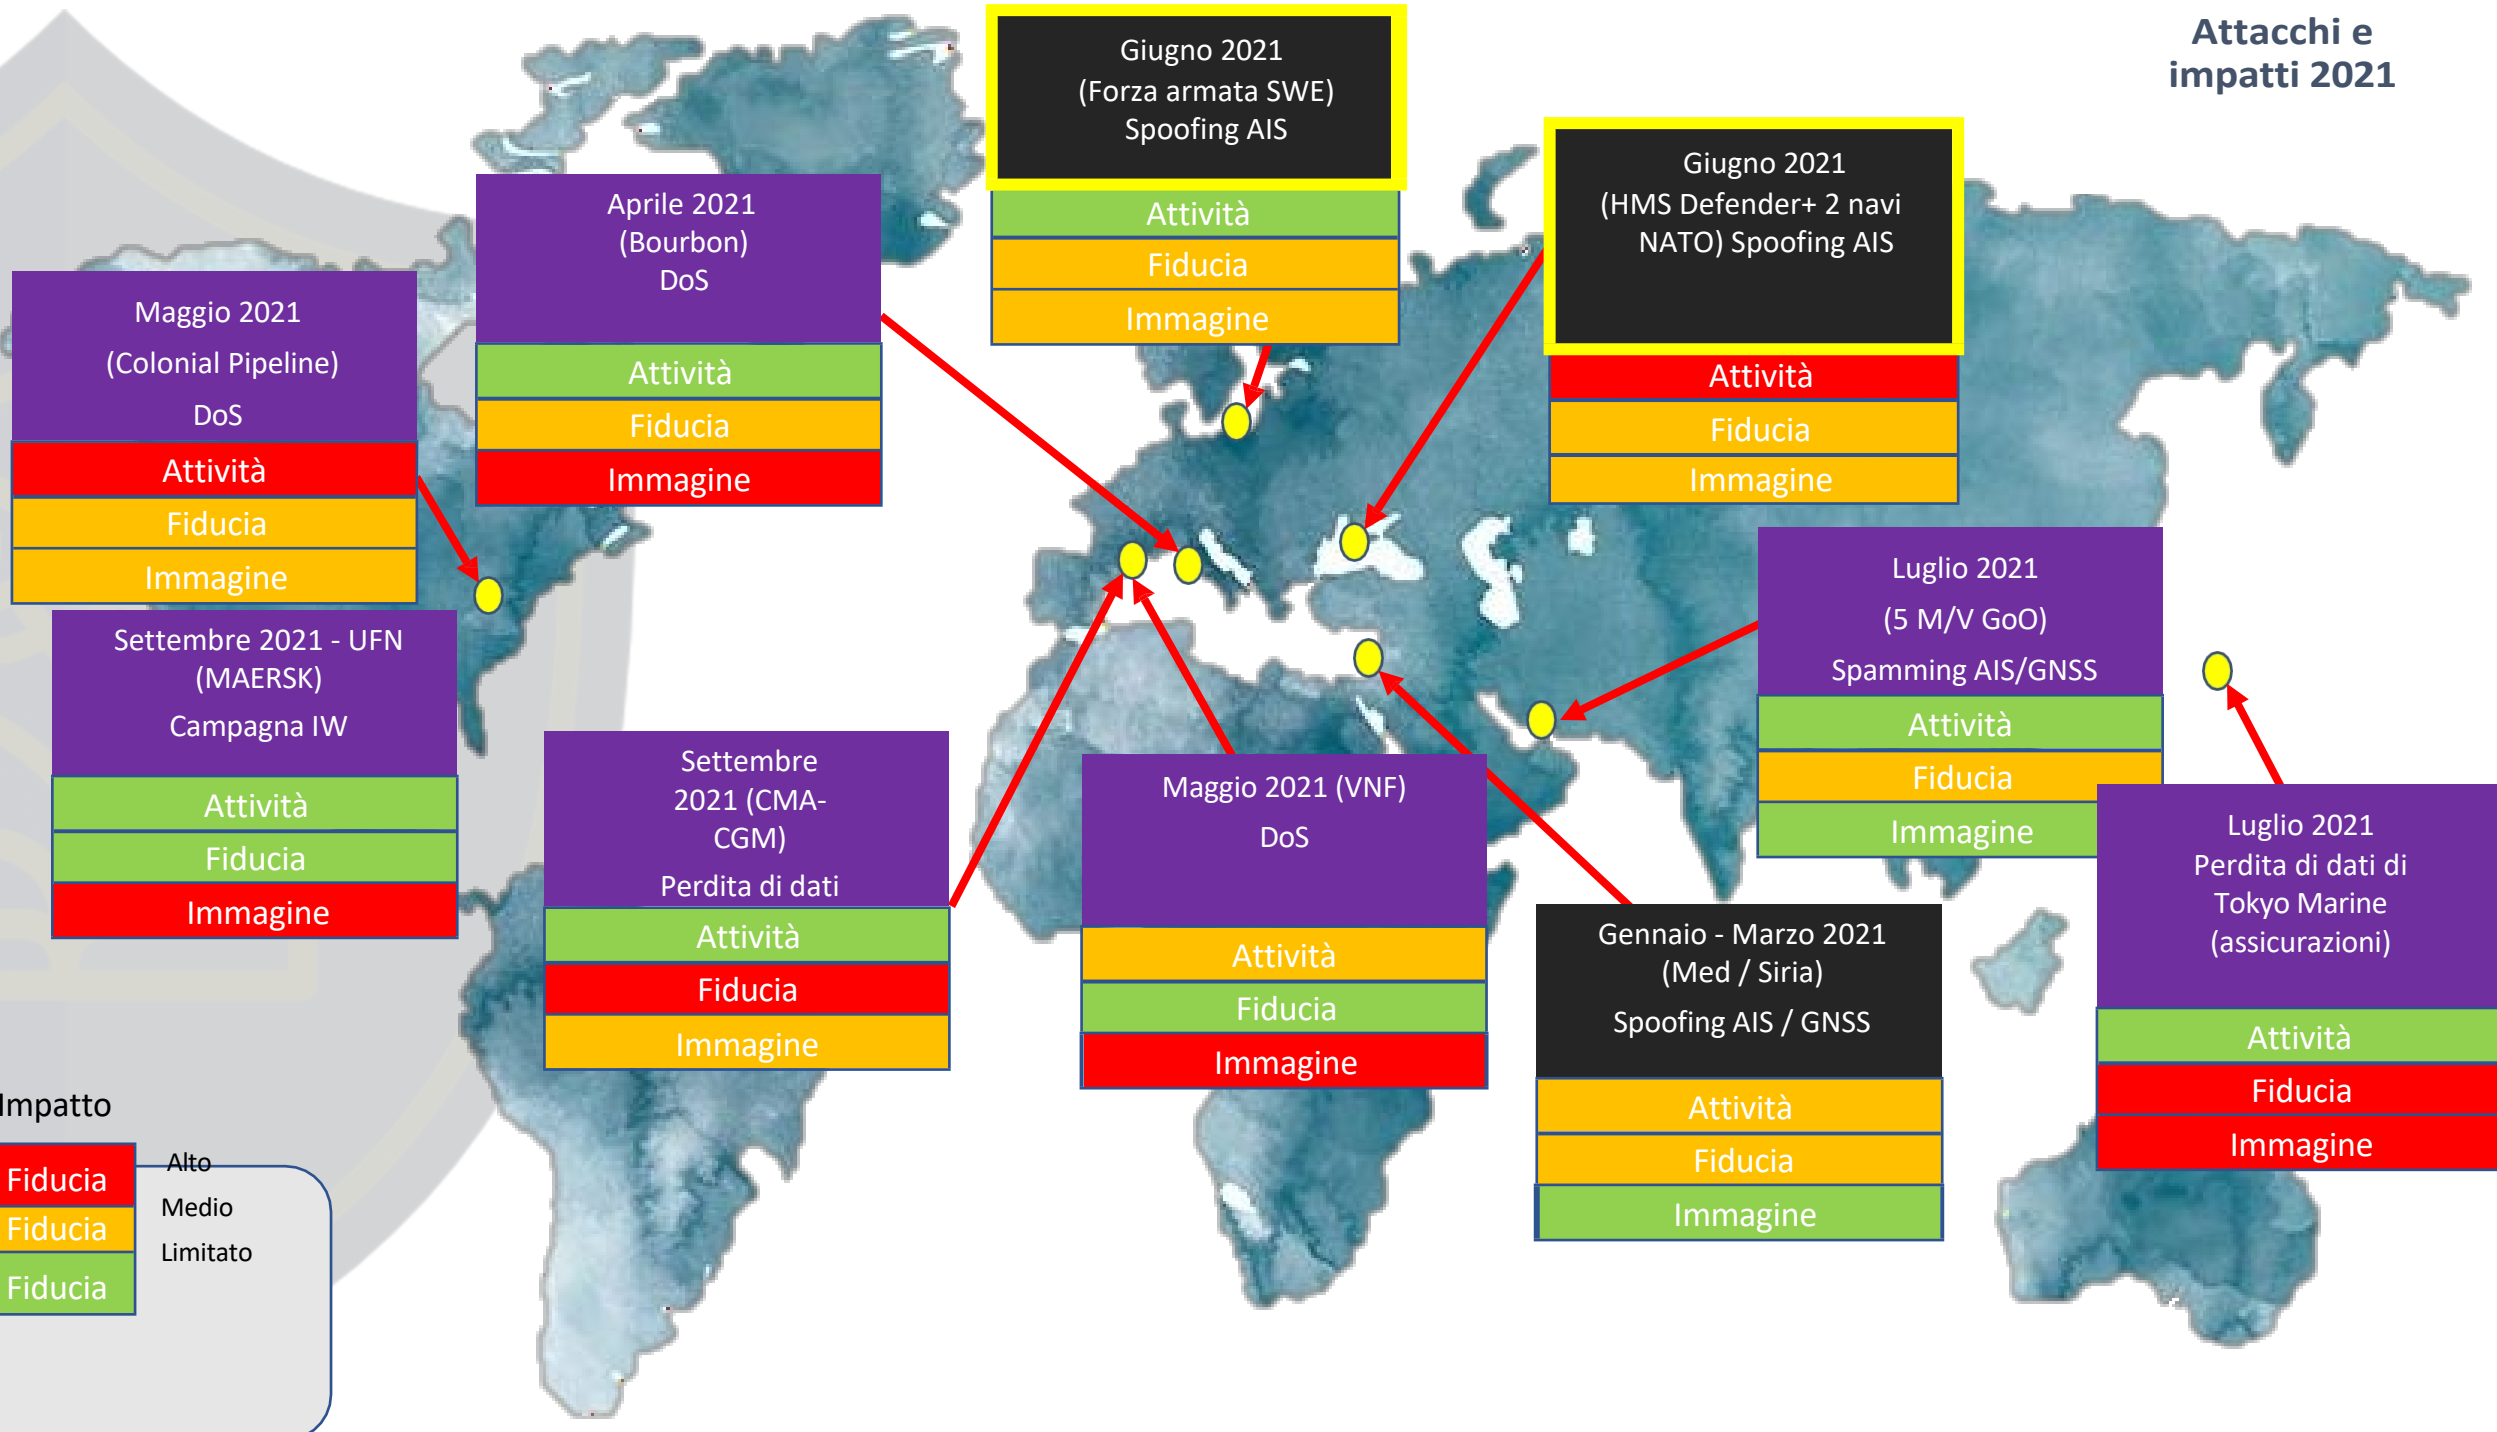 Attacchi e
impatti 2021
Giugno 2021
(Forza armata SWE)
Spoofing AIS
Attività
Fiducia
Immagine
Giugno 2021
(HMS Defender+ 2 navi
NATO) Spoofing AIS
Attività
Fiducia
Immagine
Aprile 2021
(Bourbon)
DoS
Attività
Fiducia
Immagine
Maggio 2021
(Colonial Pipeline)
DoS
Attività
Fiducia
Immagine
Settembre 2021 - UFN
(MAERSK)
Campagna IW
Attività
Fiducia
Immagine
Settembre
2021 (CMA-
CGM)
Perdita di dati
Attività
Fiducia
Immagine
Maggio 2021 (VNF)
DoS
Attività
Fiducia
Immagine
Luglio 2021
(5 M/V GoO)
Spamming AIS/GNSS
Attività
Fiducia
Immagine
Gennaio - Marzo 2021
(Med / Siria)
Spoofing AIS / GNSS
Attività
Fiducia
Immagine
Luglio 2021
Perdita di dati di
Tokyo Marine
(assicurazioni)
Attività
Fiducia
Immagine
Impatto
Fiducia Alto
Fiducia Medio
Fiducia Limitato